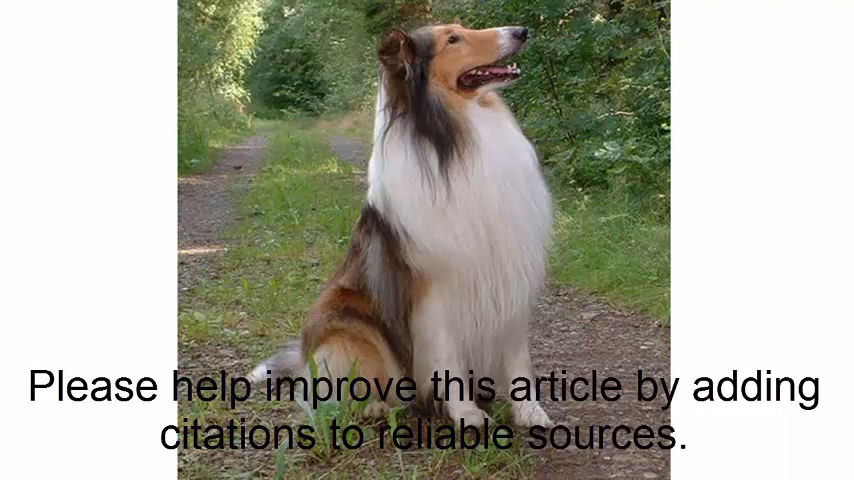 Please help improve this article by adding
citations to reliable sources.